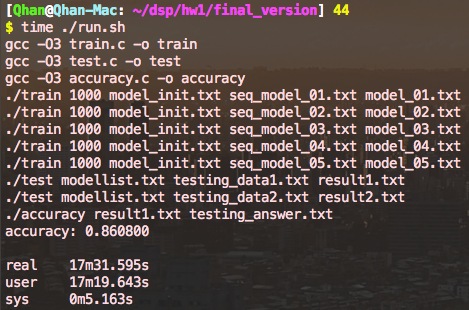 [Qhan@Qhan-Mac: ~/dsp/hw1/final_version] 44
$ time ./run.sh
gcc -O3 train.c -o train
gcc -O3 test.c -o test
gcc -O3 accuracy.c -o accuracy
./train 1000 model_init.txt seq_model_01.txt model_01.txt
./train 1000 model_init.txt seq_model_02.txt model_02.txt
./train 1000 model_init.txt seq_model_03.txt model_03.txt
./train 1000 model_init.txt seq_model_04.txt model_04.txt
./train 1000 model_init.txt seq_model_05.txt model_05.txt
./test modellist.txt testing_data1.txt result1.txt
./test modellist.txt testing_data2.txt result2.txt
./accuracy result1.txt testing_answer.txt
accuracy: 0.860800
real 17m31.595s
user 17m19.643s
sys 0m5.163s